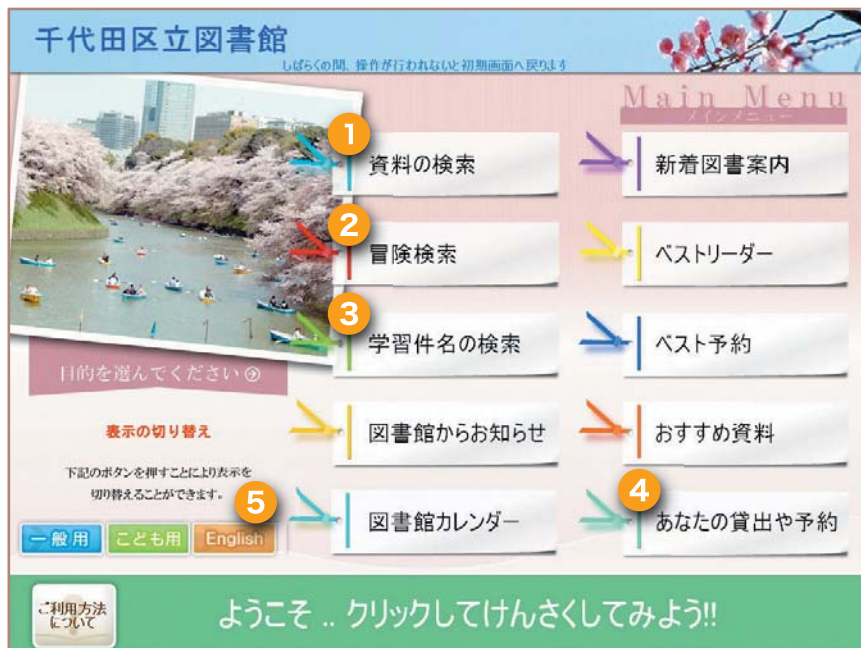 千代田区立図書館
しばらくの間、操作が行われないと初期画面へ戻ります
Main Menu
メインメニュー
1
資料の検索
新着図書案内
2
冒険検索
ベストリーダー
3
学習件名の検索
ベスト予約
目的を選んでください
図書館からお知らせ
おすすめ資料
表示の切り替え
下記のボタンを押すことにより表示を
切り替えることができます。
5
4
図書館カレンダー
あなたの貸出や予約
一般用
こども用
English
ご利用方法
について
ようこそ .. クリックしてけんさくしてみよう!!